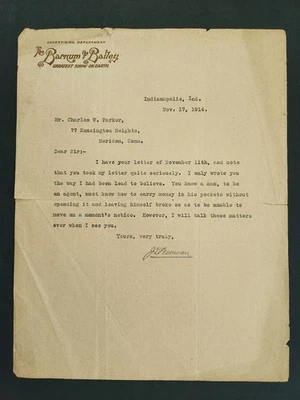 ADVERTISING DEPARTMENT
The Barnum & Bailey
GREATEST SHOW ON EARTH.
Indianapolis, Ind.
Nov. 17, 1914.
Mr. Charles W. Parker,
77 Kensington Heights,
Meriden, Conn.
Dear Sir:-
I have your letter of November 11th, and note
that you took my letter quite seriously. I only wrote you
the way I had been lead to believe. You know a man, to be
an agent, must know how to carry money in his pockets without
spending it and leaving himself broke so as to be unable to
move on a moment's notice. However, I will talk these matters
over when I see you.
Yours, very truly,